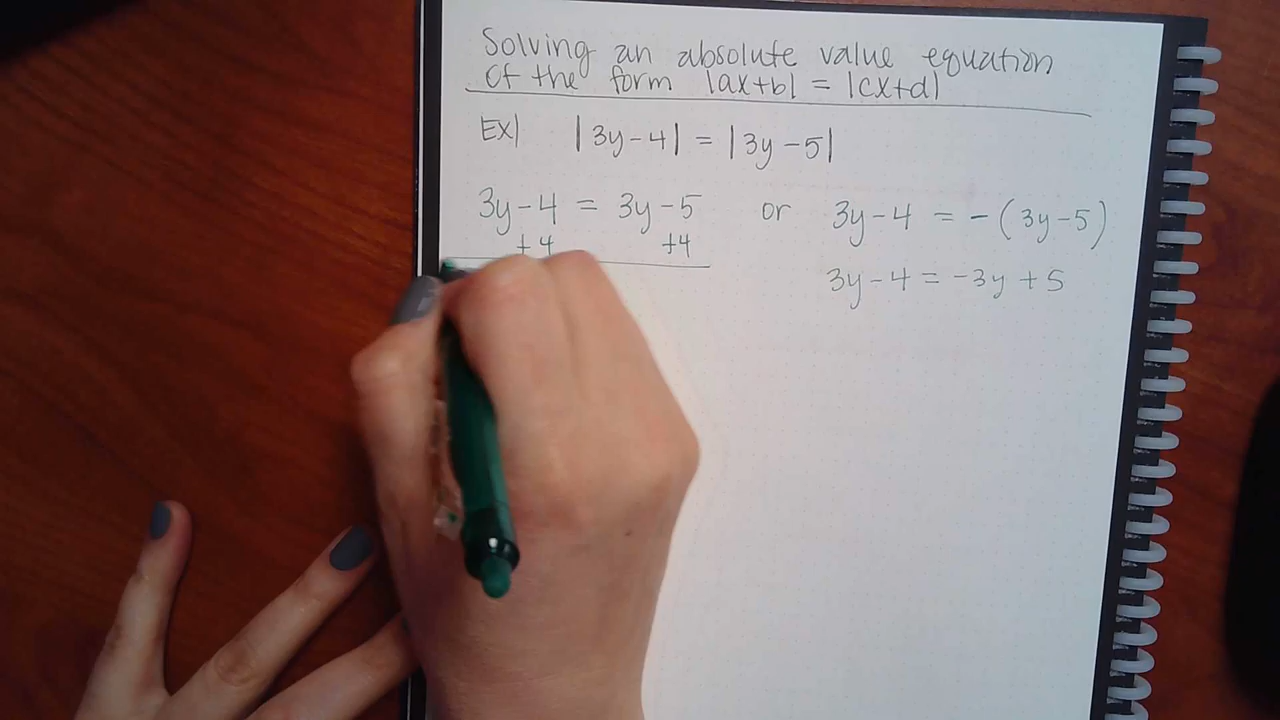 Solving an absolute value equation
of the form |ax+b| = |cx+d|
Ex| |3y-4| = |3y-5|
3y-4 = 3y-5 or 3y-4 = -(3y-5)
+4 +4
3y-4 = -3y+5